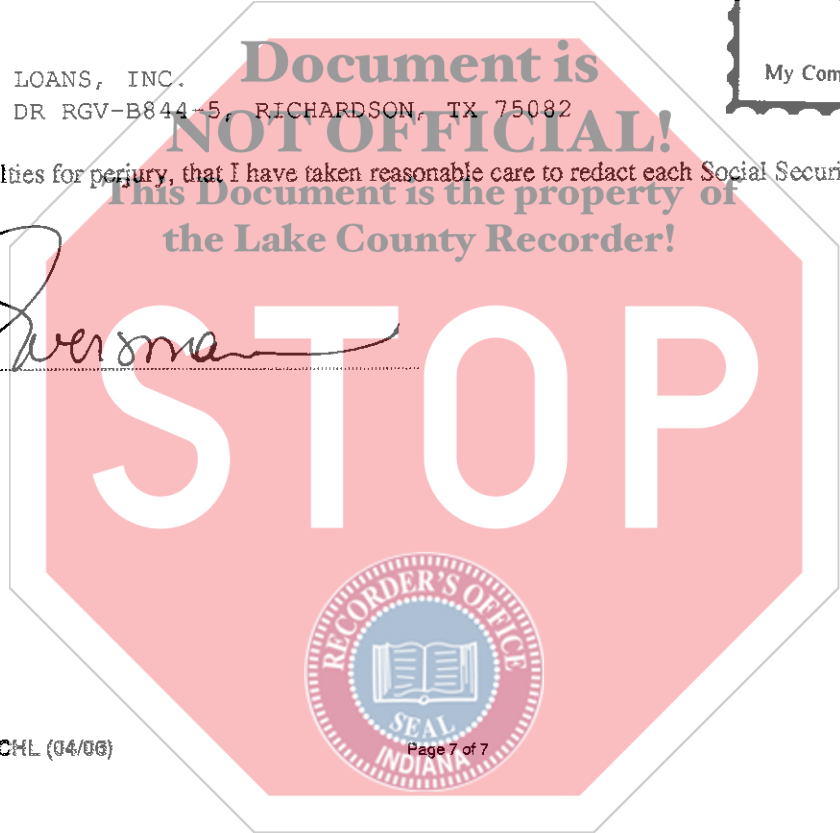 Document is
LOANS, INC.
My Com
DR RGV-B844-5, RICHARDSON, TX 75082
NOT OFFICIAL!
lties for perjury, that I have taken reasonable care to redact each Social Securi
This Document is the property of
the Lake County Recorder!
STOP
RECORDER'S OFFICE
SEAL
INDIANA
CHL (04/06)
Page 7 of 7